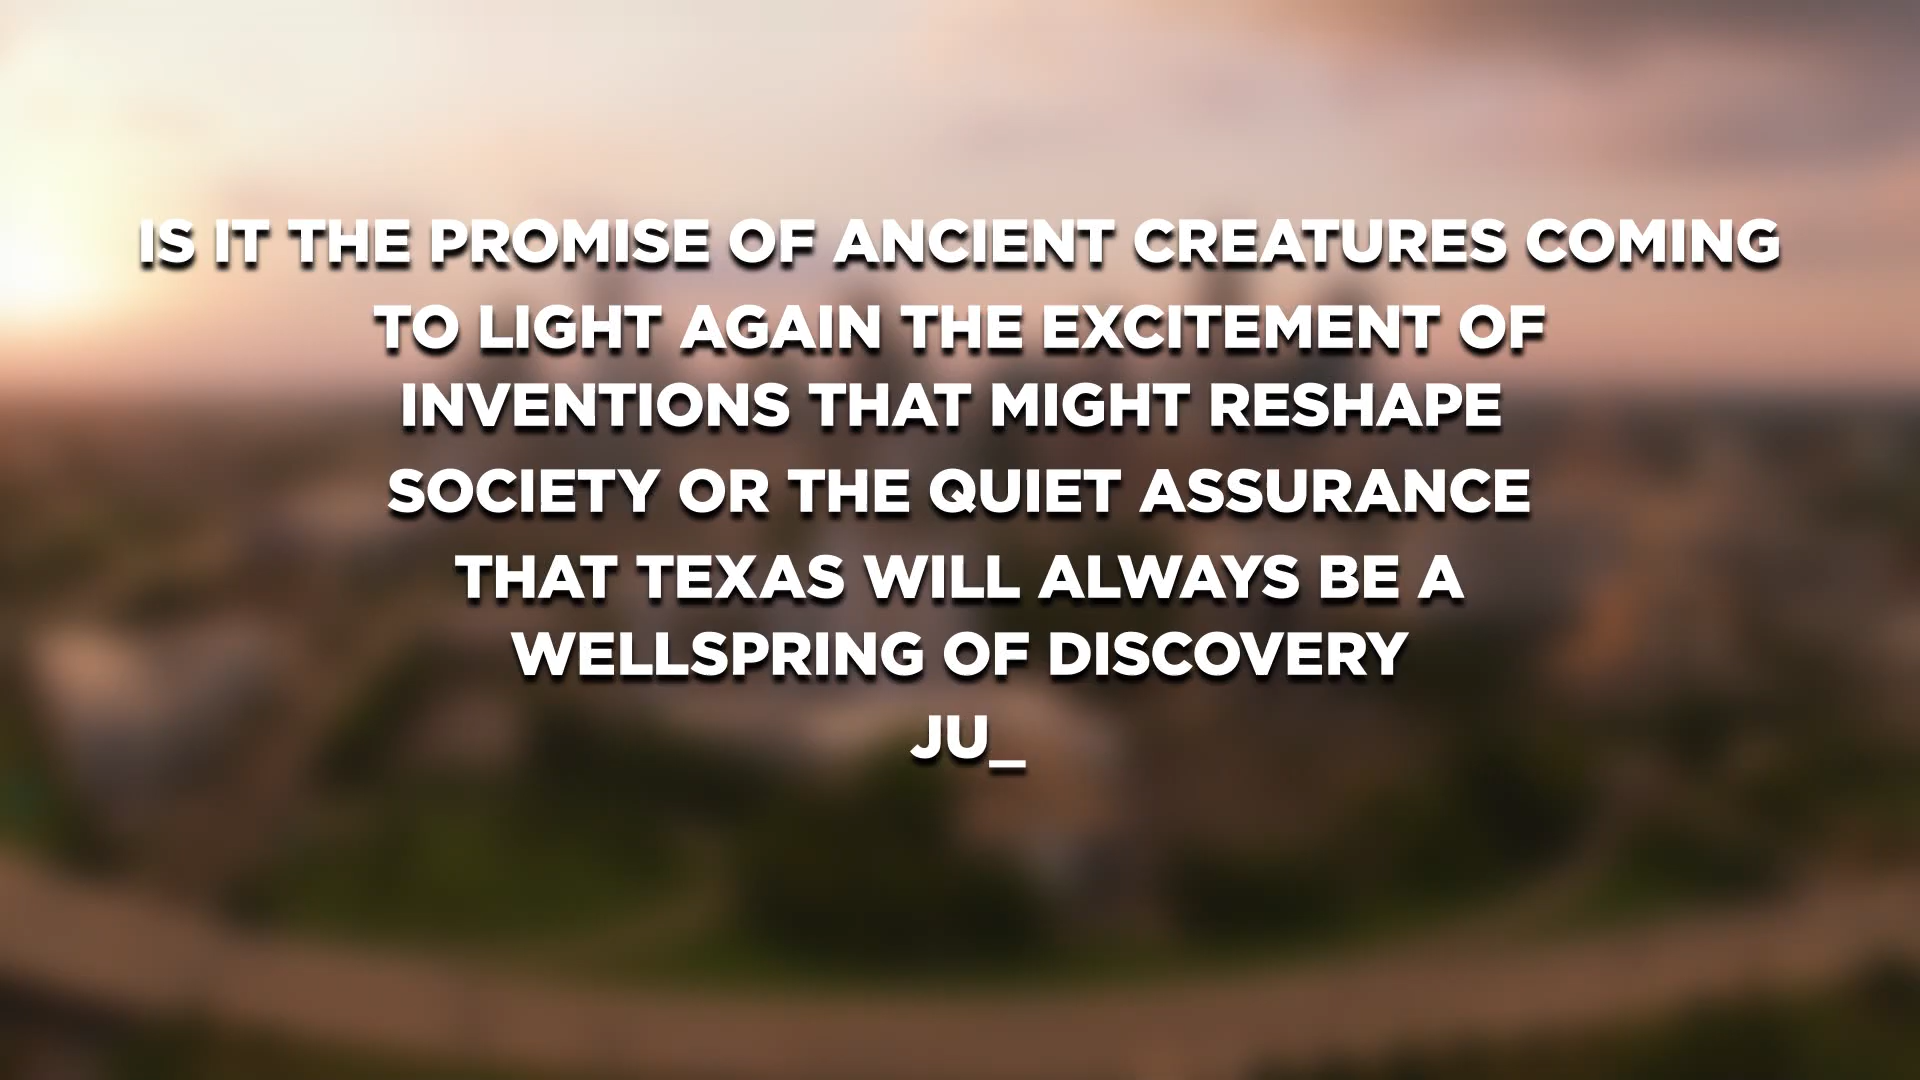 IS IT THE PROMISE OF ANCIENT CREATURES COMING
TO LIGHT AGAIN THE EXCITEMENT OF
INVENTIONS THAT MIGHT RESHAPE
SOCIETY OR THE QUIET ASSURANCE
THAT TEXAS WILL ALWAYS BE A
WELLSPRING OF DISCOVERY
JU_